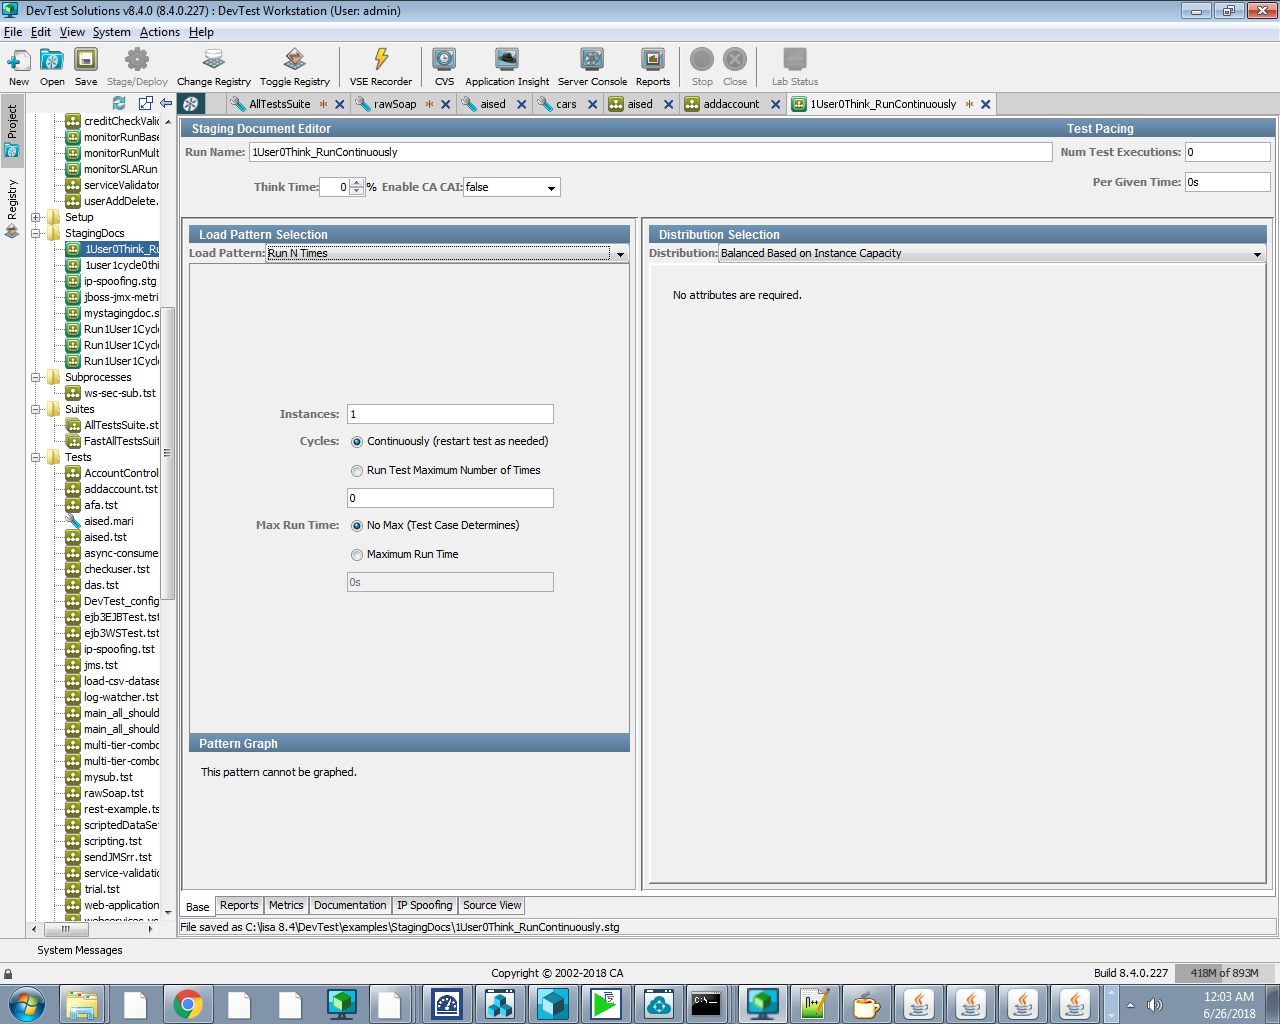 DevTest Solutions v8.4.0 (8.4.0.227) : DevTest Workstation (User: admin)
File Edit View System Actions Help
New Open Save Stage/Deploy Change Registry Toggle Registry VSE Recorder CVS Application Insight Server Console Reports Stop Close Lab Status
AllTestsSuite * rawSoap * aised cars aised addaccount 1User0Think_RunContinuously *
Project
Registry
creditCheckValid
monitorRunBase
monitorRunMult
monitorSLARun.
serviceValidator
userAddDelete.
Setup
StagingDocs
1User0Think_Ru
1user1cycle0thi
ip-spoofing.stg
jboss-jmx-metri
mystagingdoc.s
Run1User1Cycl
Run1User1Cycl
Run1User1Cycl
Subprocesses
ws-sec-sub.tst
Suites
AllTestsSuite.st
FastAllTestsSuit
Tests
AccountControl
addaccount.tst
afa.tst
aised.mari
aised.tst
async-consume
checkuser.tst
das.tst
DevTest_config
ejb3EJBTest.tst
ejb3WSTest.tst
ip-spoofing.tst
jms.tst
load-csv-datase
log-watcher.tst
main_all_should
main_all_should
multi-tier-combo
multi-tier-combo
mysub.tst
rawSoap.tst
rest-example.ts
scriptedDataSe
scripting.tst
sendJMSrr.tst
service-validatio
trial.tst
web-application
Staging Document Editor
Run Name: 1User0Think_RunContinuously
Think Time: 0 % Enable CA CAI: false
Test Pacing
Num Test Executions: 0
Per Given Time: 0s
Load Pattern Selection
Load Pattern: Run N Times
Instances: 1
Cycles: Continuously (restart test as needed)
Run Test Maximum Number of Times
0
Max Run Time: No Max (Test Case Determines)
Maximum Run Time
0s
Pattern Graph
This pattern cannot be graphed.
Distribution Selection
Distribution: Balanced Based on Instance Capacity
No attributes are required.
Base Reports Metrics Documentation IP Spoofing Source View
File saved as C:\lisa 8.4\DevTest\examples\StagingDocs\1User0Think_RunContinuously.stg
System Messages
Copyright © 2002-2018 CA
Build 8.4.0.227 418M of 893M
12:03 AM
6/26/2018